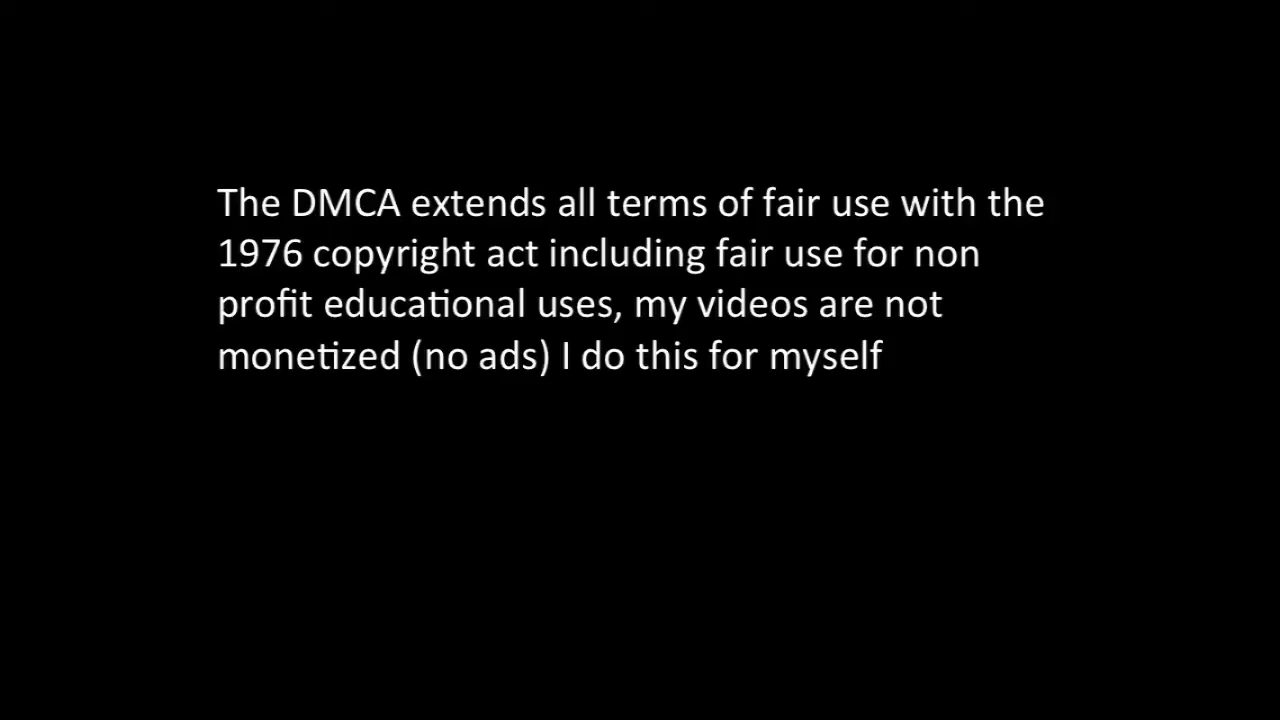 The DMCA extends all terms of fair use with the
1976 copyright act including fair use for non
profit educational uses, my videos are not
monetized (no ads) I do this for myself